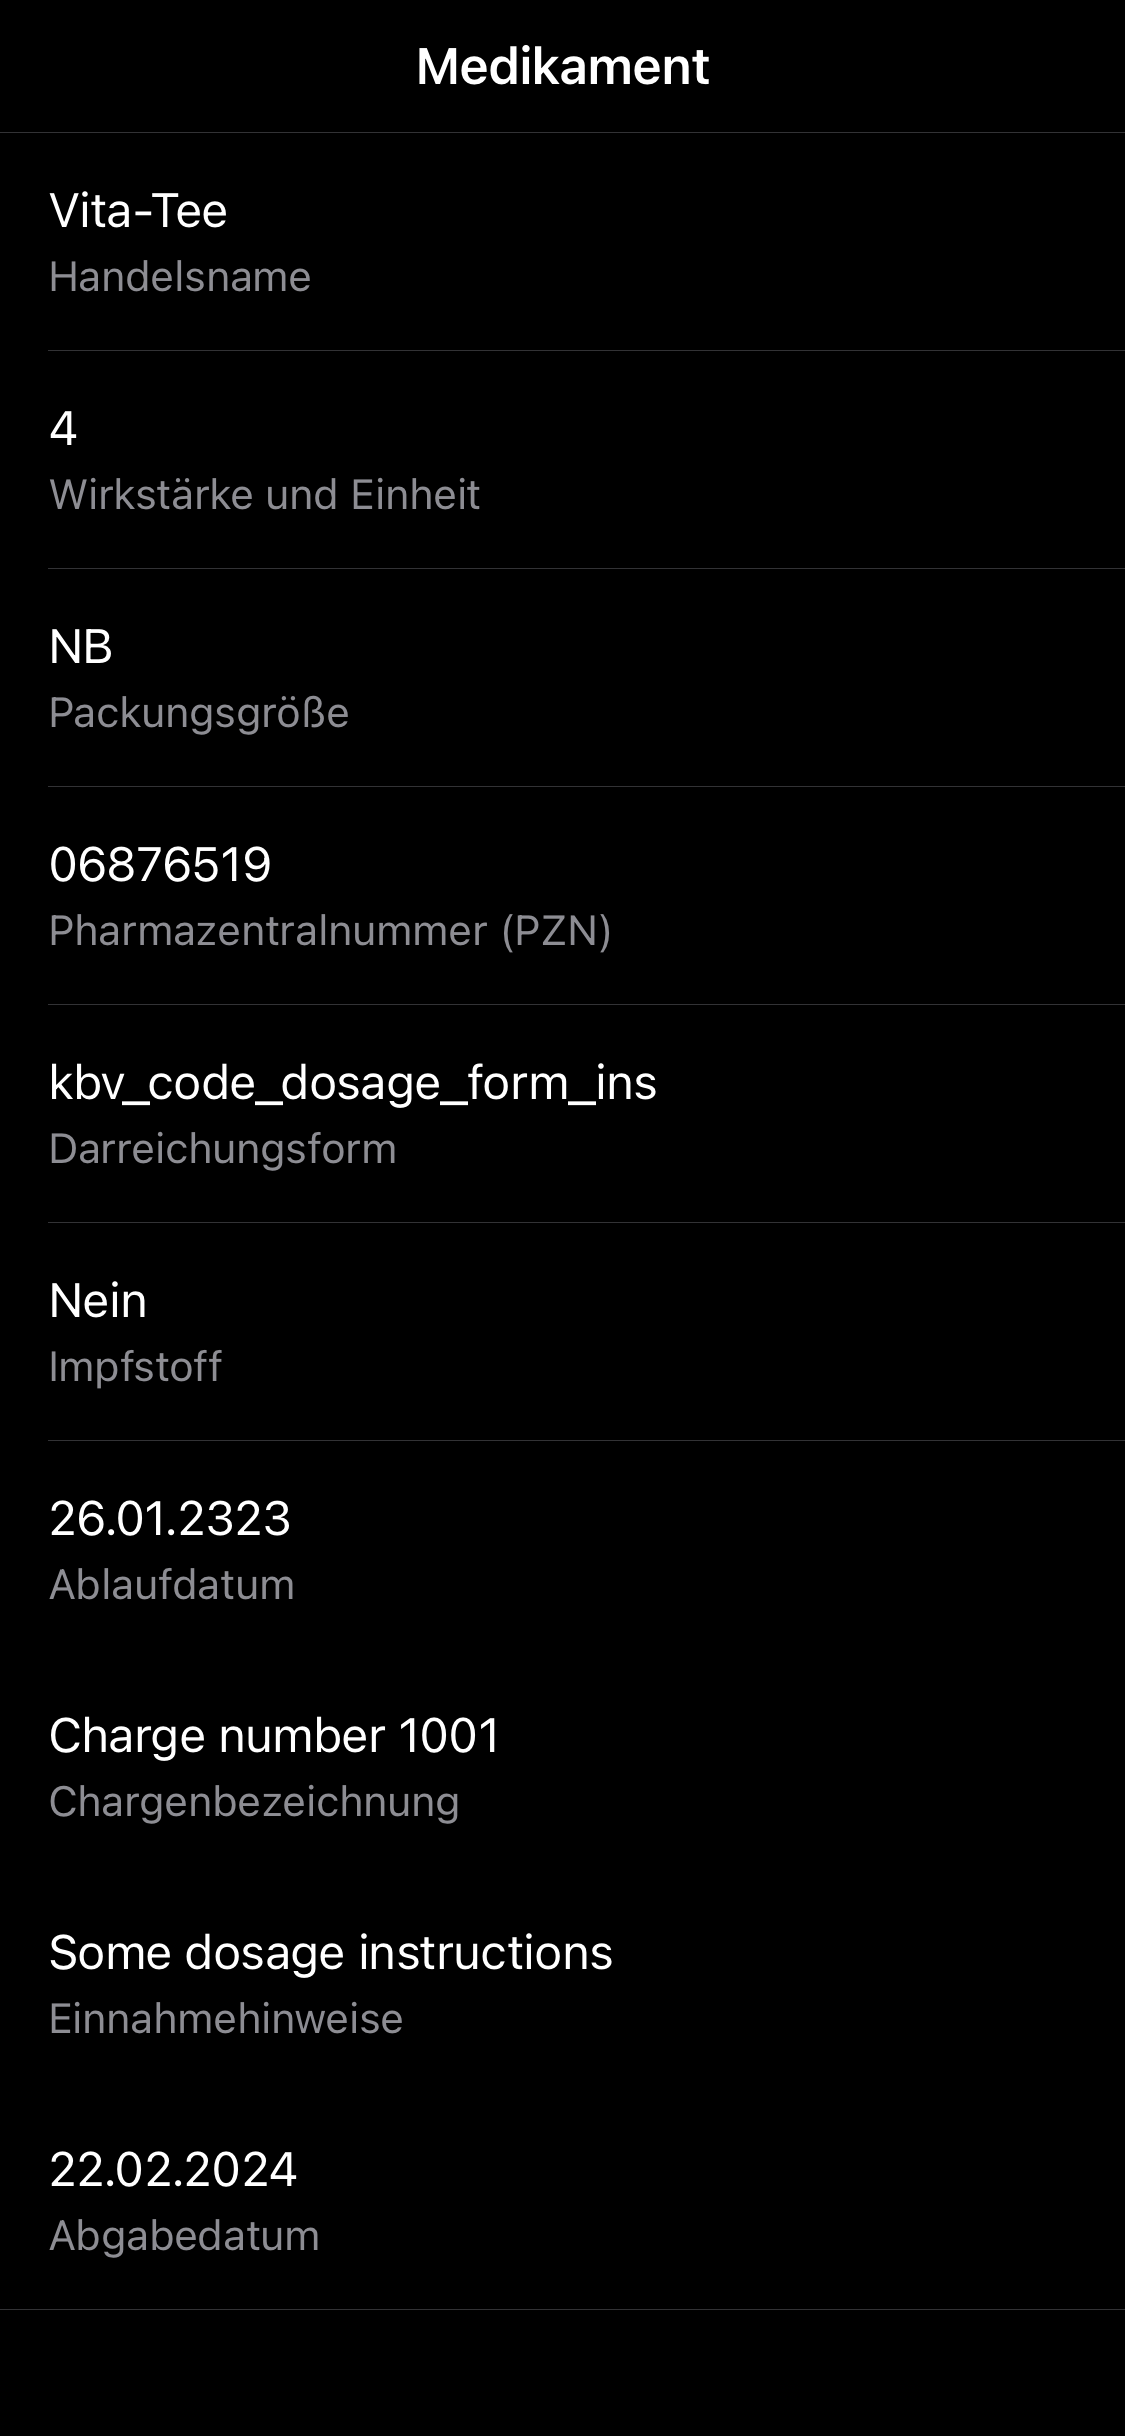 Medikament
Vita-Tee
Handelsname
4
Wirkstärke und Einheit
NB
Packungsgröße
06876519
Pharmazentralnummer (PZN)
kbv_code_dosage_form_ins
Darreichungsform
Nein
Impfstoff
26.01.2323
Ablaufdatum
Charge number 1001
Chargenbezeichnung
Some dosage instructions
Einnahmehinweise
22.02.2024
Abgabedatum